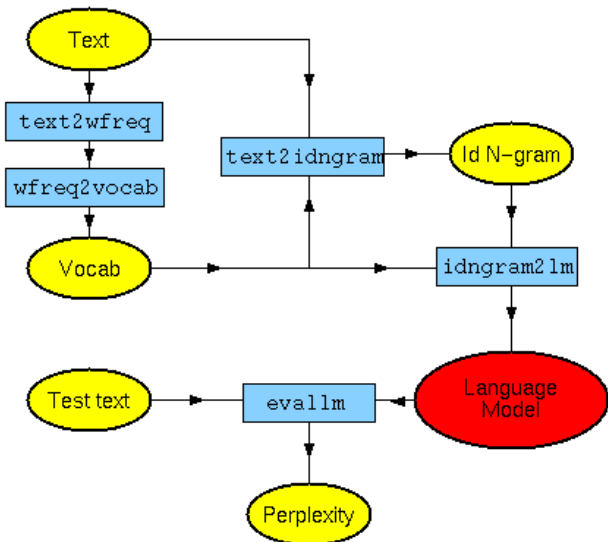 Text
text2wfreq
text2idngram
Id N-gram
wfreq2vocab
Vocab
idngram2lm
Test text
evallm
Language
Model
Perplexity